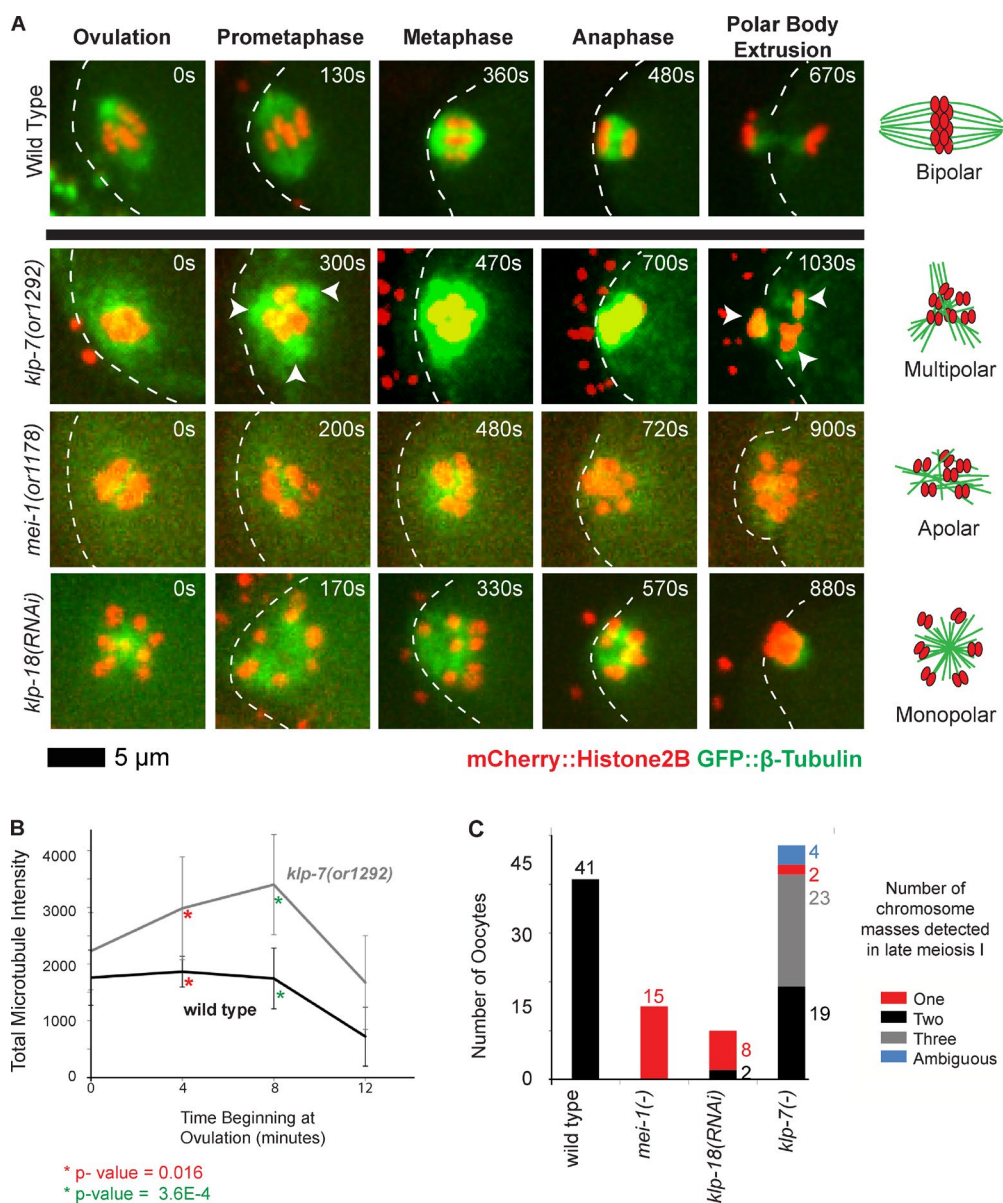 A
Ovulation
Prometaphase
Metaphase
Anaphase
Polar Body
Extrusion
Wild Type
0s
130s
360s
480s
670s
Bipolar
klp-7(or1292)
0s
300s
470s
700s
1030s
Multipolar
mei-1(or1178)
0s
200s
480s
720s
900s
Apolar
klp-18(RNAi)
0s
170s
330s
570s
880s
Monopolar
5 µm
mCherry::Histone2B GFP::β-Tubulin
B
Total Microtubule Intensity
4000
3000
2000
1000
0
klp-7(or1292)
*
*
wild type
*
*
0
4
8
12
Time Beginning at
Ovulation (minutes)
* p- value = 0.016
* p-value = 3.6E-4
C
Number of Oocytes
45
30
15
0
41
15
8
2
4
2
23
19
wild type
mei-1(-)
klp-18(RNAi)
klp-7(-)
Number of
chromosome
masses detected
in late meiosis I
One
Two
Three
Ambiguous